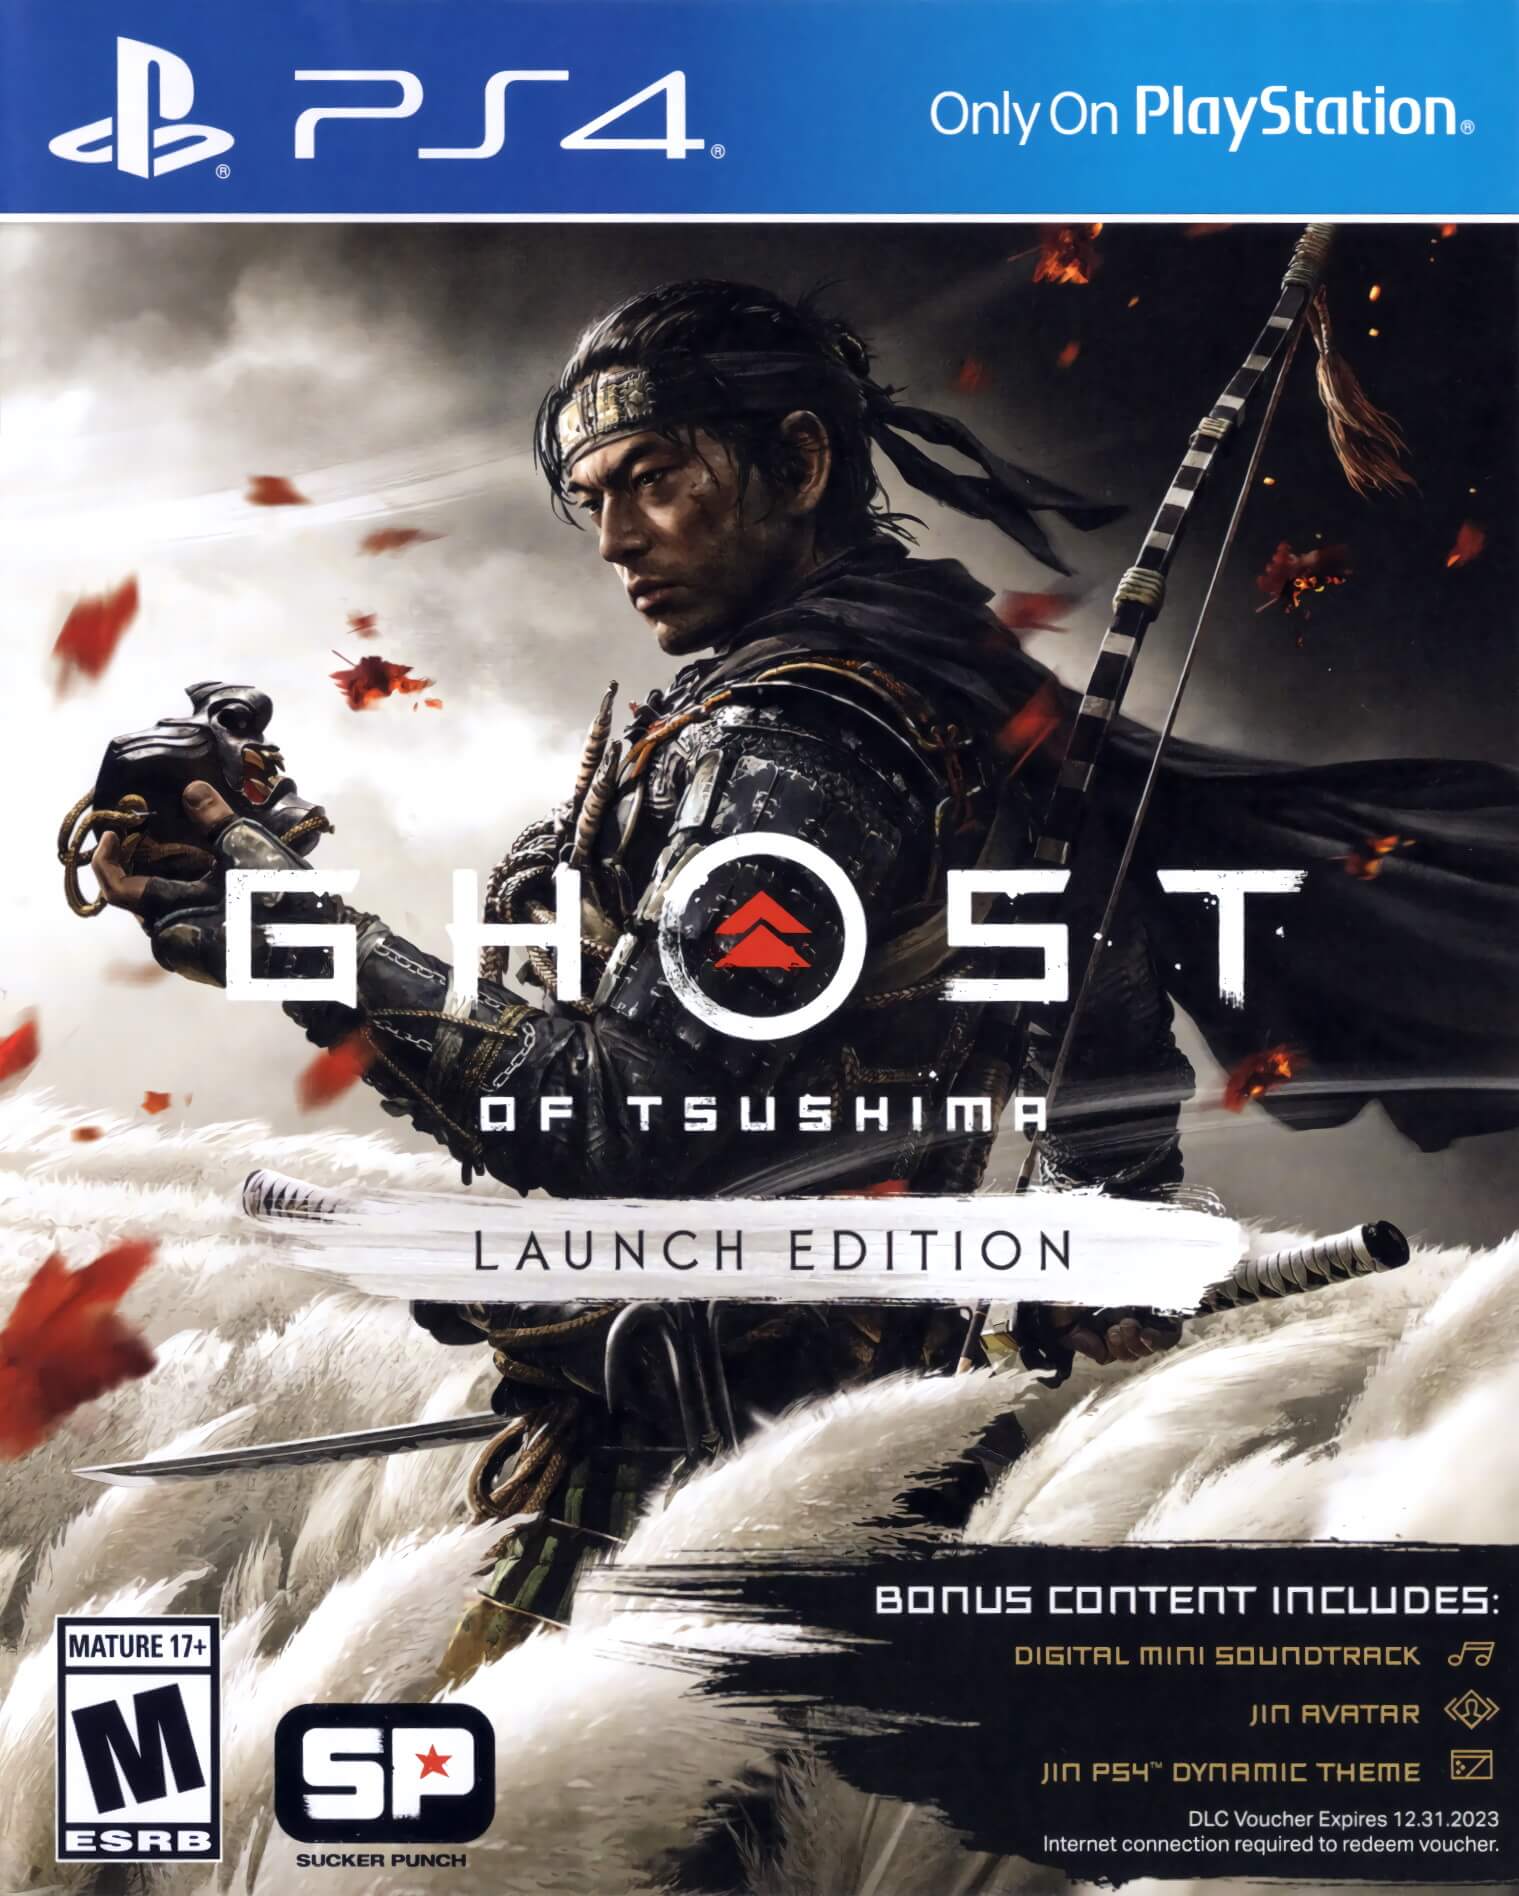 PS4®
Only On PlayStation®
GHOST
OF TSUSHIMA
LAUNCH EDITION
BONUS CONTENT INCLUDES:
DIGITAL MINI SOUNDTRACK
JIN AVATAR
JIN PS4™ DYNAMIC THEME
DLC Voucher Expires 12.31.2023
Internet connection required to redeem voucher.
MATURE 17+
M
ESRB
SP
SUCKER PUNCH